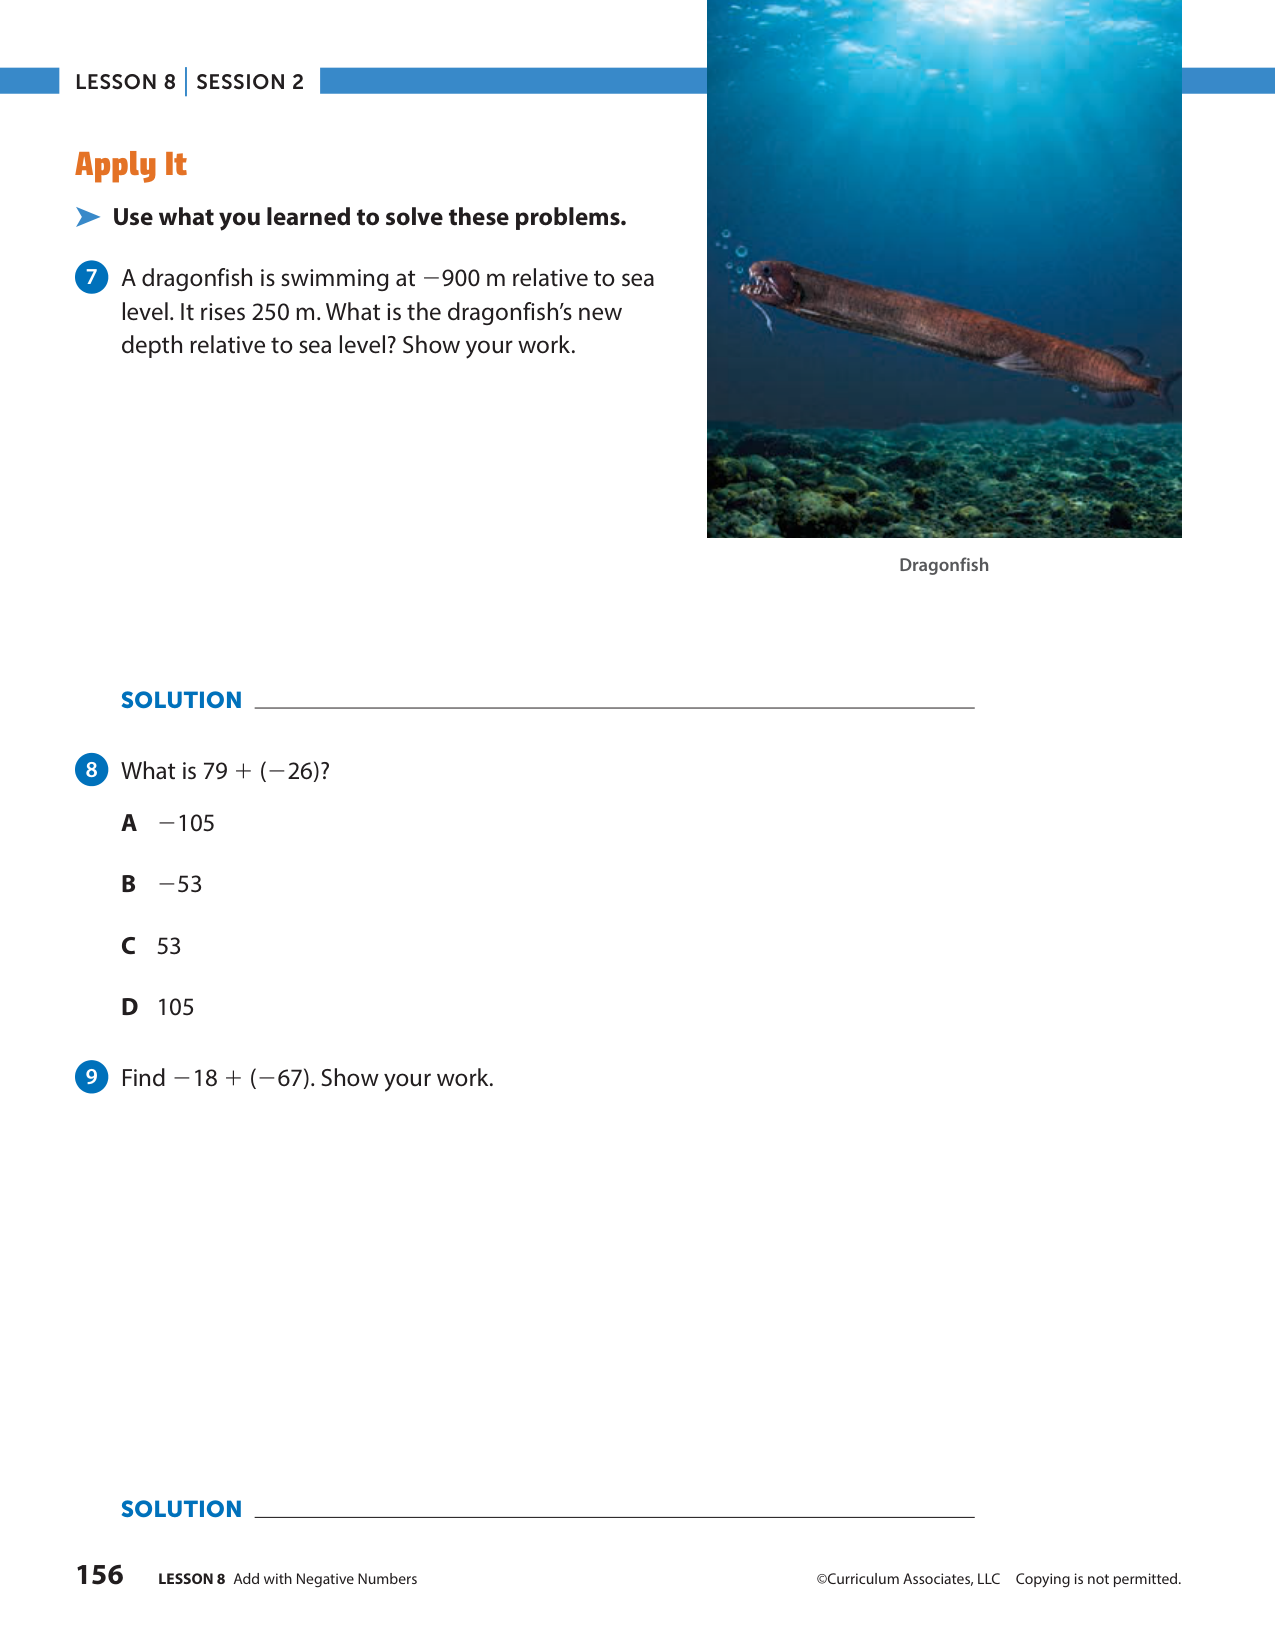 LESSON 8 | SESSION 2
Apply It
Use what you learned to solve these problems.
7 A dragonfish is swimming at −900 m relative to sea
level. It rises 250 m. What is the dragonfish’s new
depth relative to sea level? Show your work.
Dragonfish
SOLUTION
8 What is 79 + (−26)?
A −105
B −53
C 53
D 105
9 Find −18 + (−67). Show your work.
SOLUTION
156 LESSON 8 Add with Negative Numbers ©Curriculum Associates, LLC Copying is not permitted.